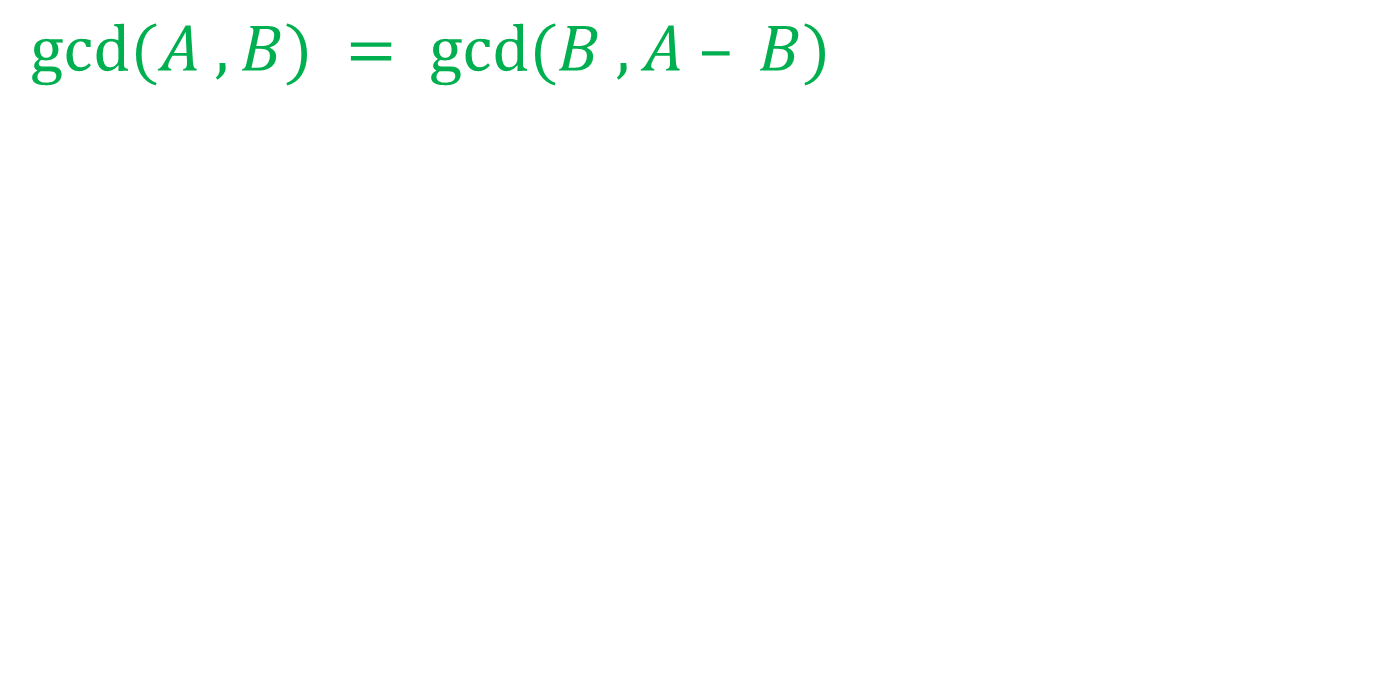 gcd(A , B) = gcd(B , A − B)